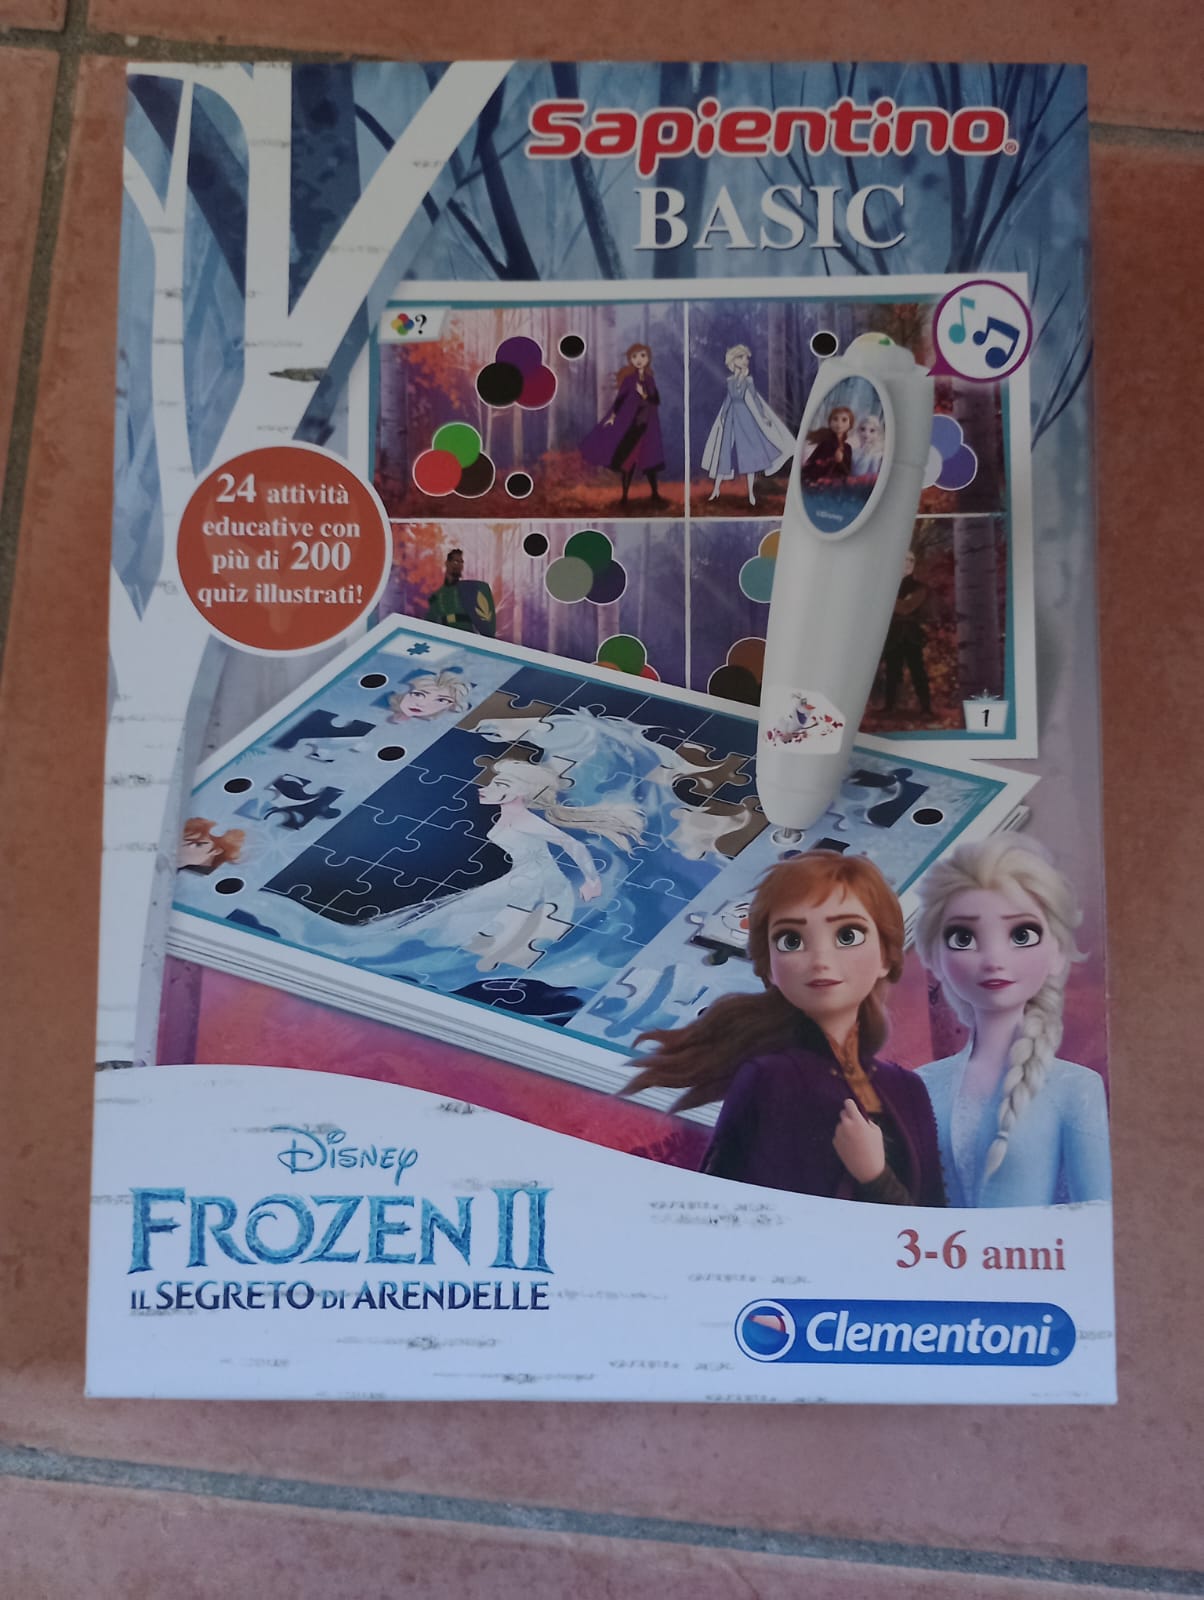 Sapientino®
BASIC
?
24 attività
educative con
più di 200
quiz illustrati!
©Disney
1
Disney
FROZEN II
IL SEGRETO DI ARENDELLE
3-6 anni
Clementoni®